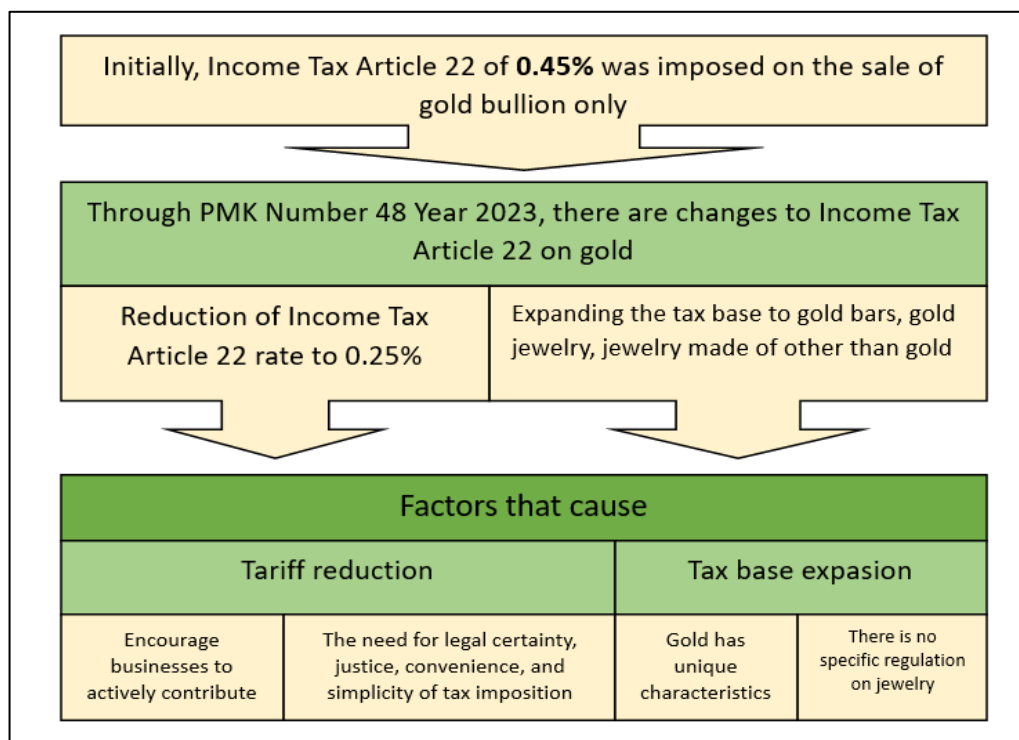 Initially, Income Tax Article 22 of 0.45% was imposed on the sale of
gold bullion only
Through PMK Number 48 Year 2023, there are changes to Income Tax
Article 22 on gold
Reduction of Income Tax
Article 22 rate to 0.25%
Expanding the tax base to gold bars, gold
jewelry, jewelry made of other than gold
Factors that cause
Tariff reduction
Tax base expasion
Encourage
businesses to
actively contribute
The need for legal certainty,
justice, convenience, and
simplicity of tax imposition
Gold has
unique
characteristics
There is no
specific regulation
on jewelry